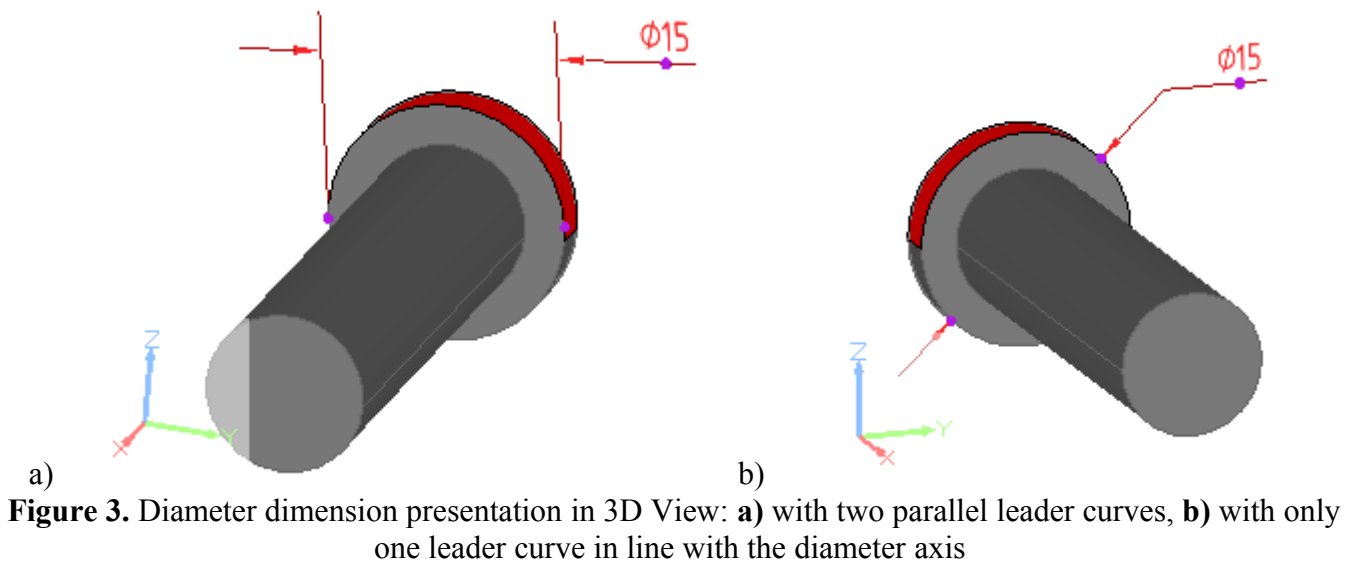 Ø15
Ø15
Z
Y
X
Z
Y
X
a)
b)
Figure 3. Diameter dimension presentation in 3D View: a) with two parallel leader curves, b) with only
one leader curve in line with the diameter axis